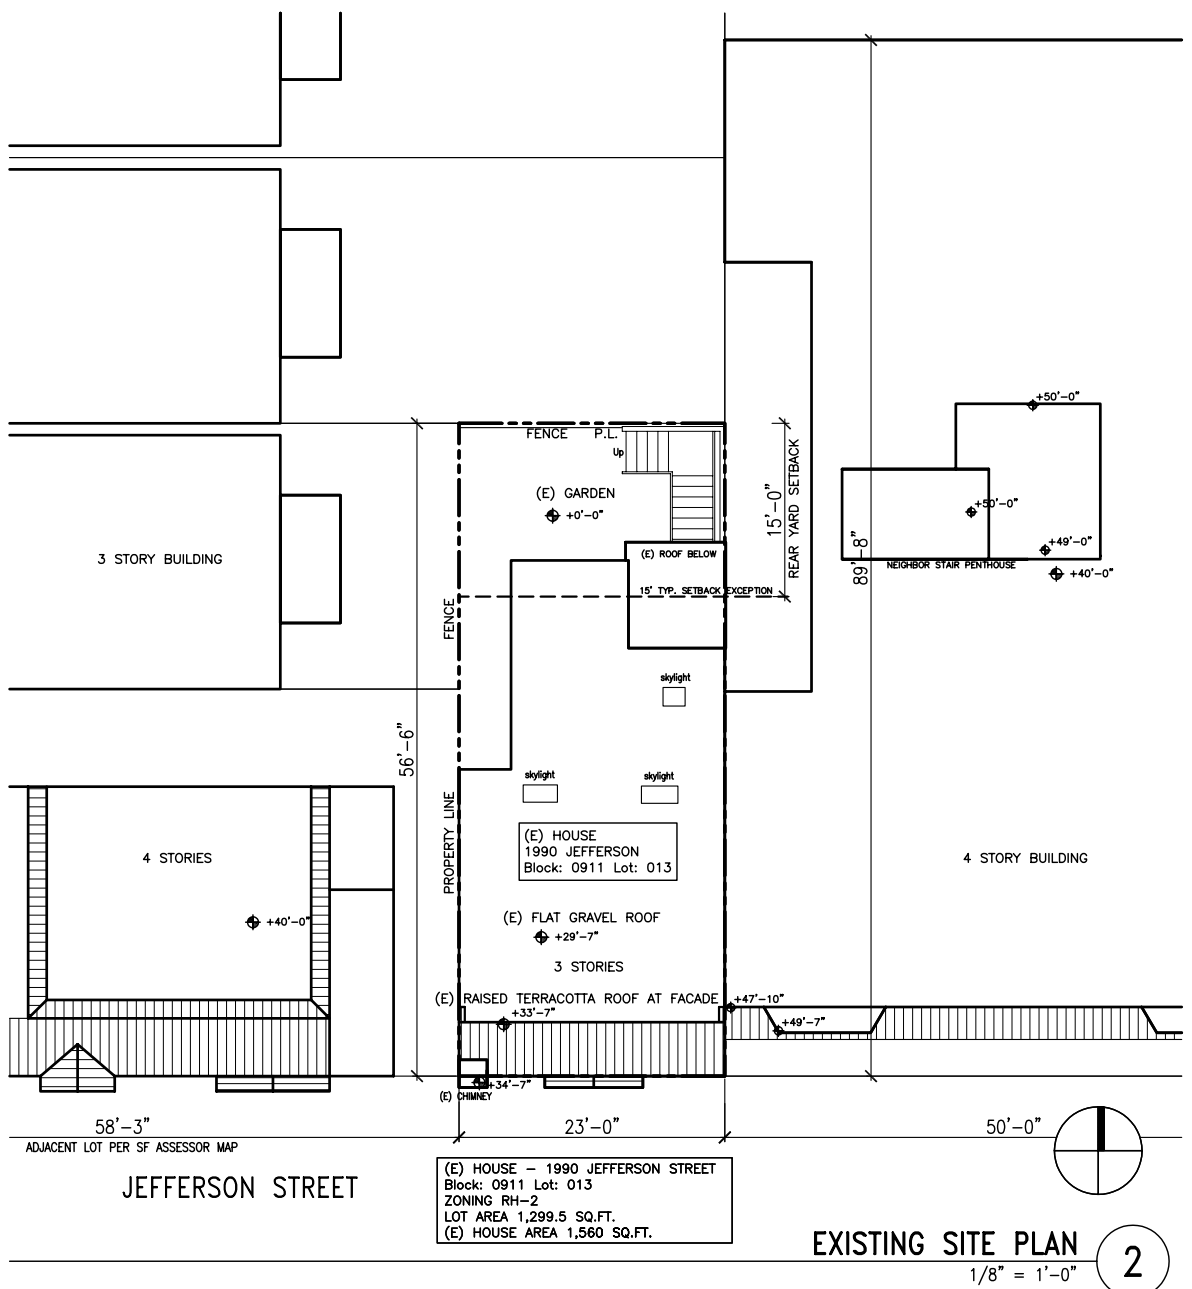 +50'-0"
FENCE P.L.
Up
15'-0"
REAR YARD SETBACK
(E) GARDEN
+0'-0"
+50'-0"
+49'-0"
NEIGHBOR STAIR PENTHOUSE
+40'-0"
89'-8"
3 STORY BUILDING
(E) ROOF BELOW
15' TYP. SETBACK EXCEPTION
FENCE
skylight
56'-6"
skylight
skylight
PROPERTY LINE
(E) HOUSE
1990 JEFFERSON
Block: 0911 Lot: 013
4 STORIES
4 STORY BUILDING
+40'-0"
(E) FLAT GRAVEL ROOF
+29'-7"
3 STORIES
(E) RAISED TERRACOTTA ROOF AT FACADE
+47'-10"
+33'-7"
+49'-7"
+34'-7"
(E) CHIMNEY
58'-3"
23'-0"
50'-0"
ADJACENT LOT PER SF ASSESSOR MAP
JEFFERSON STREET
(E) HOUSE - 1990 JEFFERSON STREET
Block: 0911 Lot: 013
ZONING RH-2
LOT AREA 1,299.5 SQ.FT.
(E) HOUSE AREA 1,560 SQ.FT.
EXISTING SITE PLAN
2
1/8" = 1'-0"